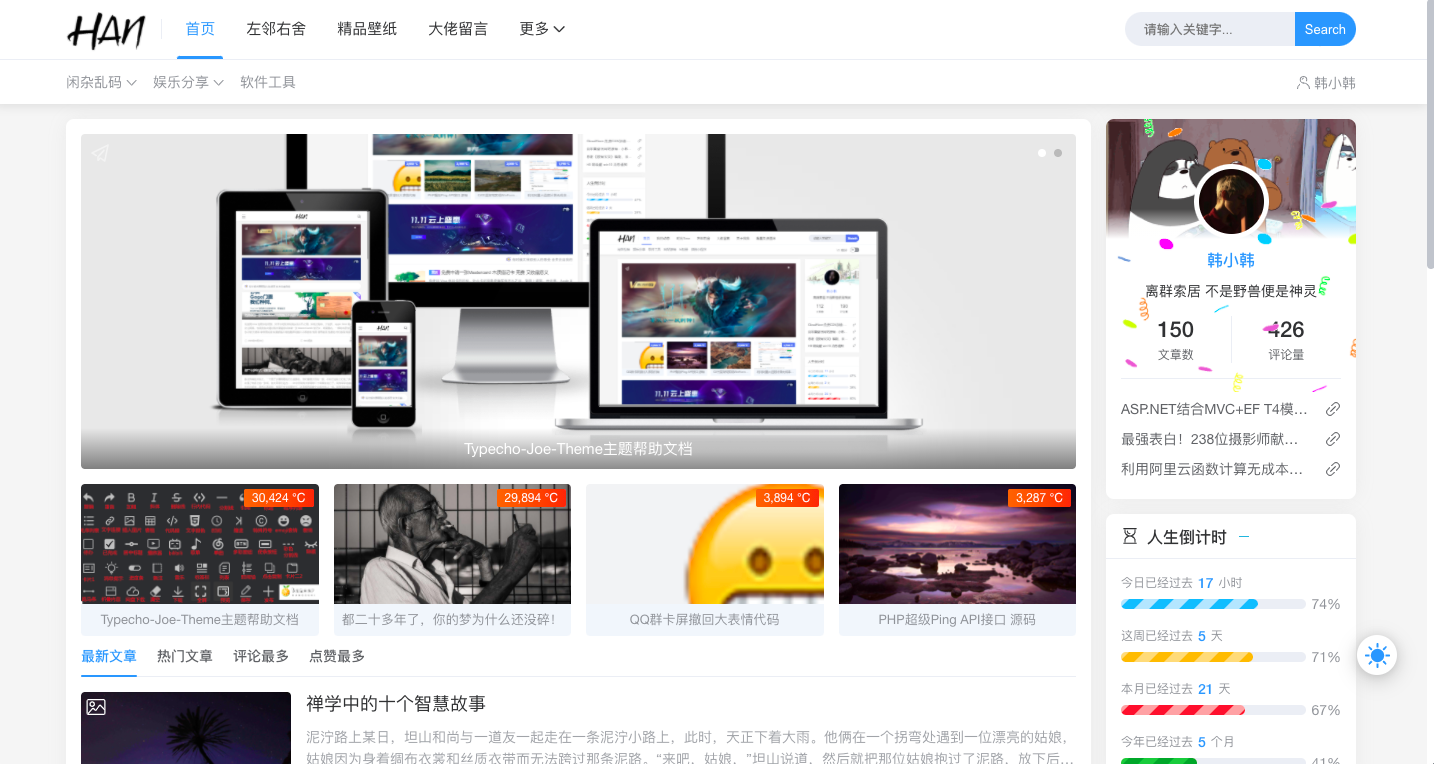 HAN
首页
左邻右舍
精品壁纸
大佬留言
更多
请输入关键字...
Search
闲杂乱码
娱乐分享
软件工具
韩小韩
Typecho-Joe-Theme主题帮助文档
30,424 °C
Typecho-Joe-Theme主题帮助文档
29,894 °C
都二十多年了，你的梦为什么还没碎！
3,894 °C
QQ群卡屏撤回大表情代码
3,287 °C
PHP超级Ping API接口 源码
最新文章
热门文章
评论最多
点赞最多
禅学中的十个智慧故事
泥泞路上某日，坦山和尚与一道友一起走在一条泥泞小路上，此时，天正下着大雨。他俩在一个拐弯处遇到一位漂亮的姑娘，
姑娘因为身着绸布衣裳和丝质衣带而无法跨过那条泥路。“来吧，姑娘，”坦山说道，然后就把那位姑娘抱过了泥路，放下后...
韩小韩
离群索居 不是野兽便是神灵
150
文章数
426
评论量
ASP.NET结合MVC+EF T4模...
最强表白！238位摄影师献...
利用阿里云函数计算无成本...
人生倒计时
今日已经过去 17 小时
74%
这周已经过去 5 天
71%
本月已经过去 21 天
67%
今年已经过去 5 个月
41%